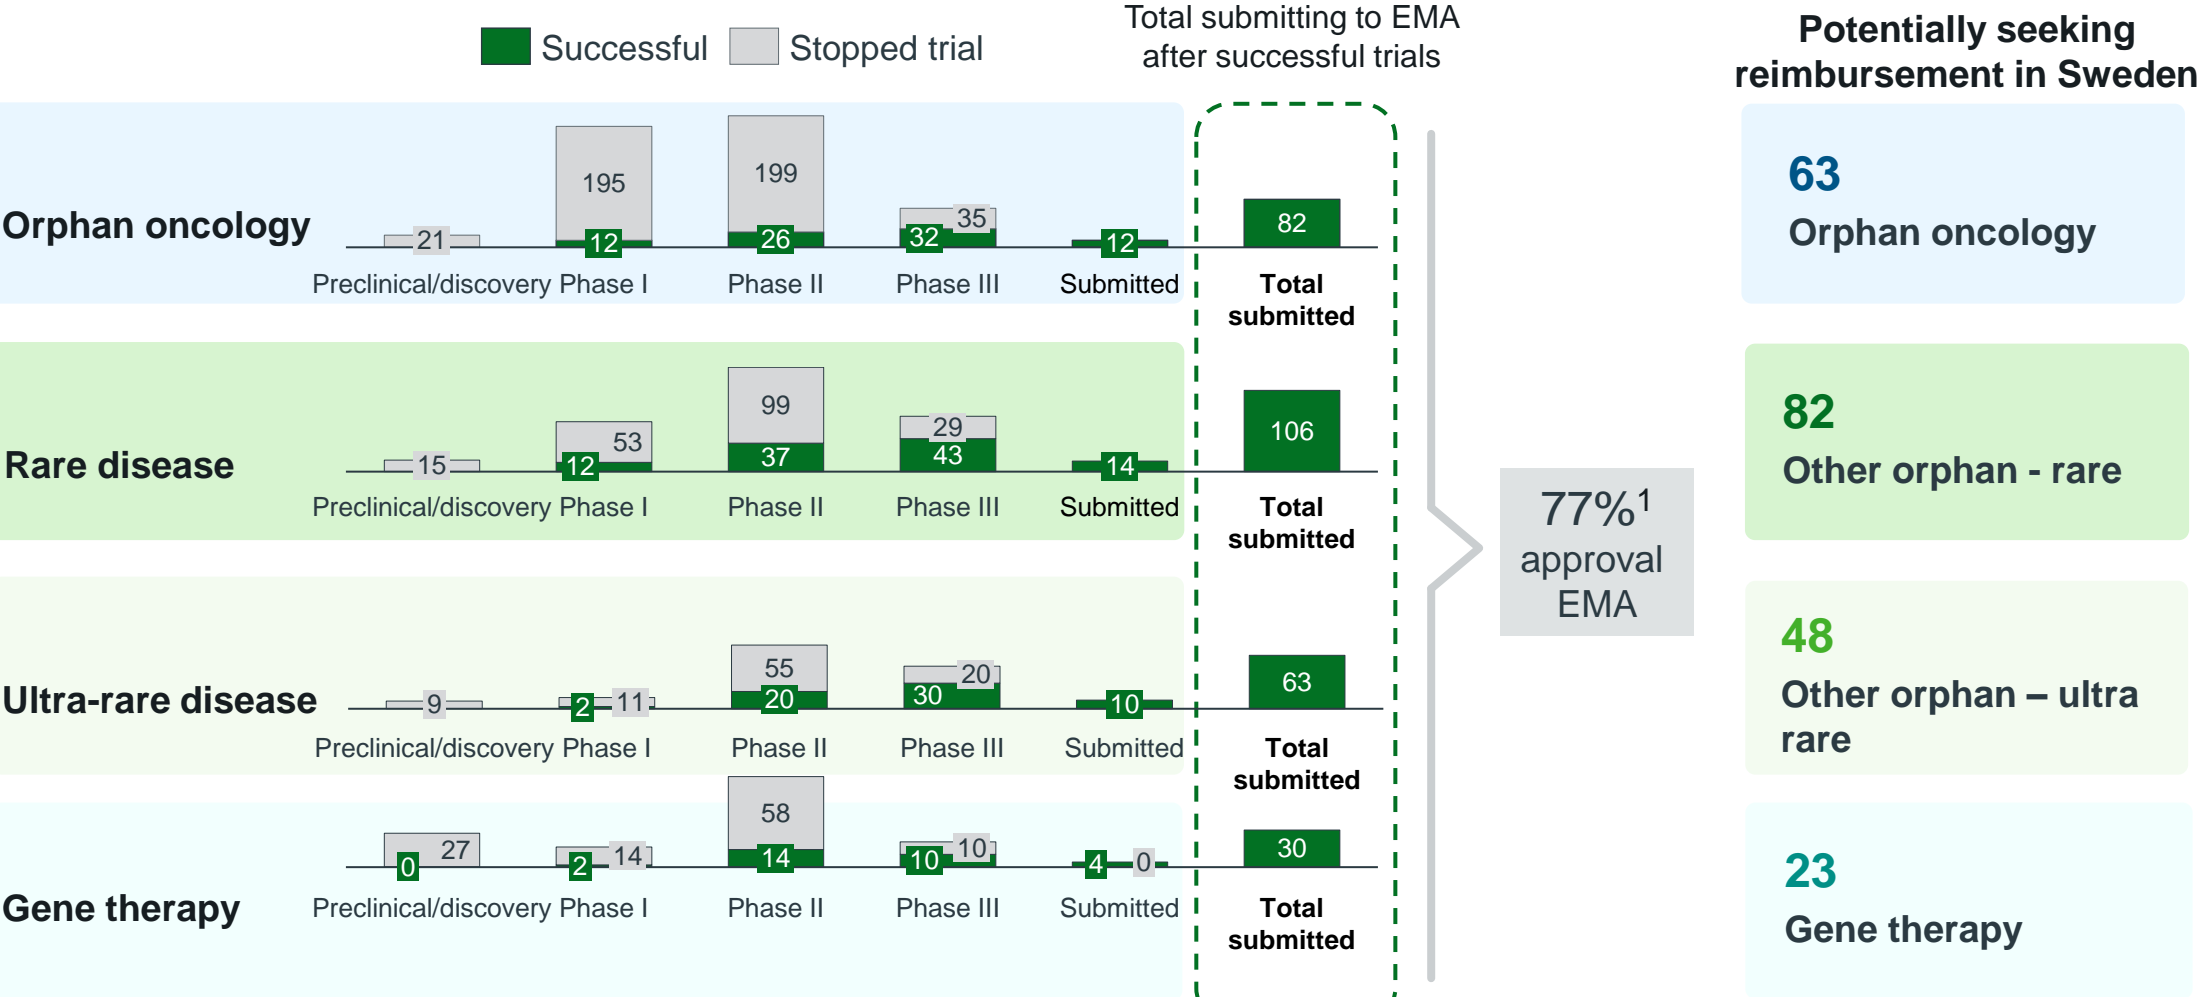 Successful
Stopped trial
Total submitting to EMA
after successful trials
Potentially seeking
reimbursement in Sweden
Orphan oncology
21
195
12
199
26
35
32
12
82
Preclinical/discovery
Phase I
Phase II
Phase III
Submitted
Total
submitted
63
Orphan oncology
Rare disease
15
53
12
99
37
29
43
14
106
Preclinical/discovery
Phase I
Phase II
Phase III
Submitted
Total
submitted
82
Other orphan - rare
77%1
approval
EMA
Ultra-rare disease
9
2
11
55
20
20
30
10
63
Preclinical/discovery
Phase I
Phase II
Phase III
Submitted
Total
submitted
48
Other orphan – ultra
rare
Gene therapy
0
27
2
14
58
14
10
10
4
0
30
Preclinical/discovery
Phase I
Phase II
Phase III
Submitted
Total
submitted
23
Gene therapy